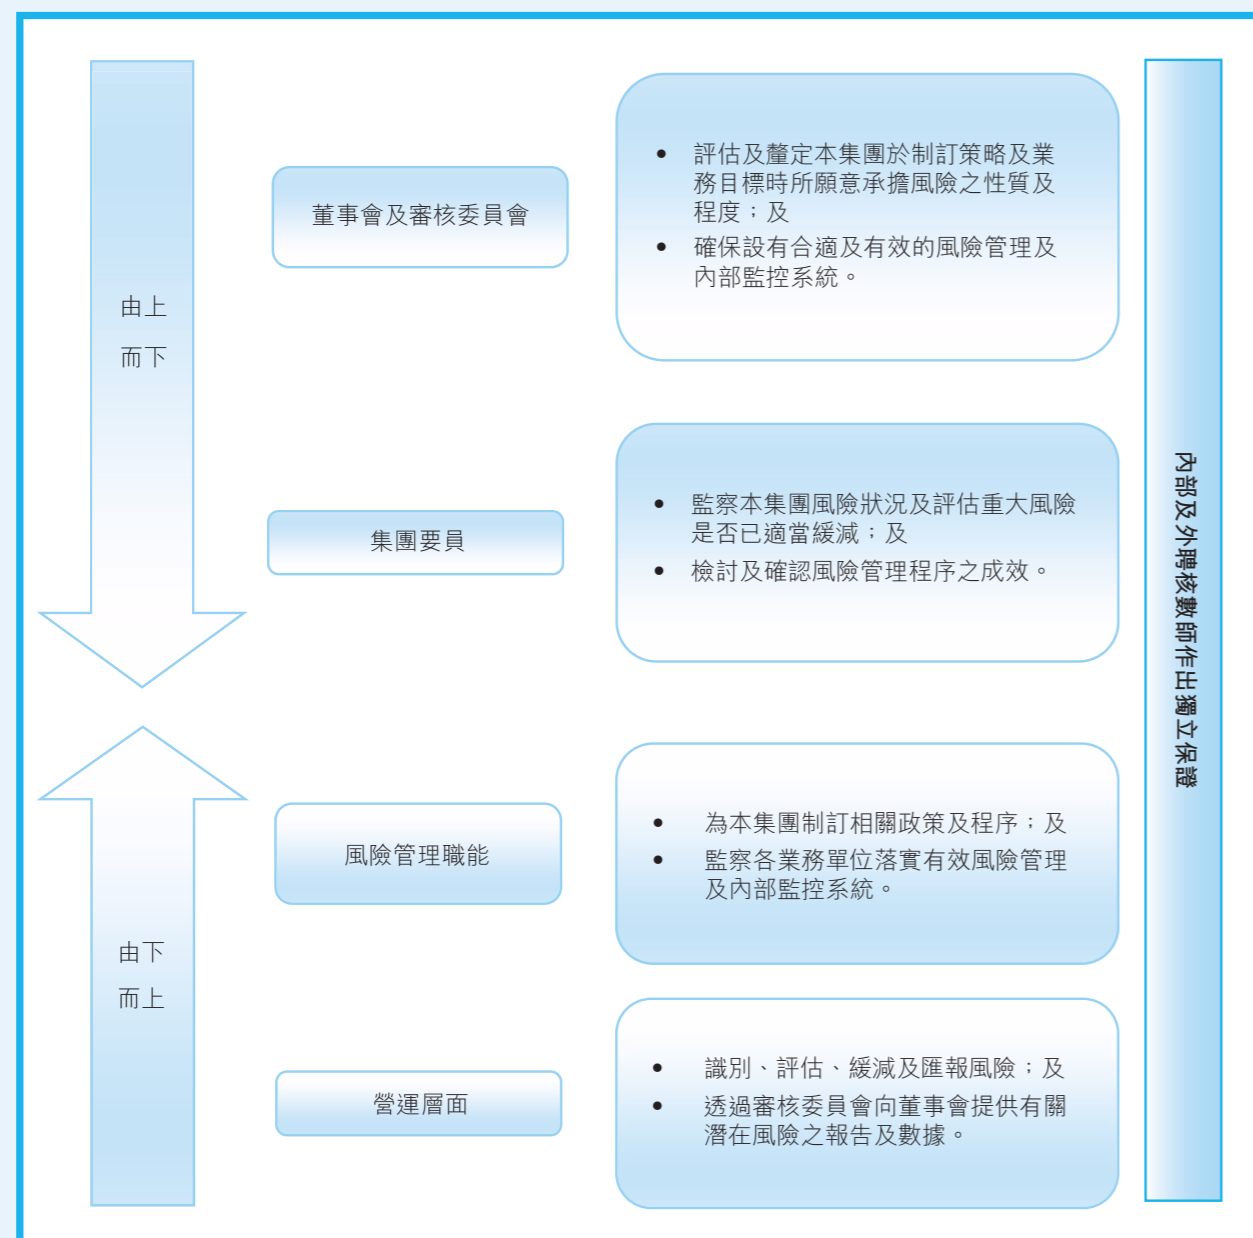 由上
而下
董事會及審核委員會
• 評估及釐定本集團於制訂策略及業
務目標時所願意承擔風險之性質及
程度；及
• 確保設有合適及有效的風險管理及
內部監控系統。
集團要員
• 監察本集團風險狀況及評估重大風險
是否已適當緩減；及
• 檢討及確認風險管理程序之成效。
由下
而上
風險管理職能
• 為本集團制訂相關政策及程序；及
• 監察各業務單位落實有效風險管理
及內部監控系統。
營運層面
• 識別、評估、緩減及匯報風險；及
• 透過審核委員會向董事會提供有關
潛在風險之報告及數據。
內部及外聘核數師作出獨立保證